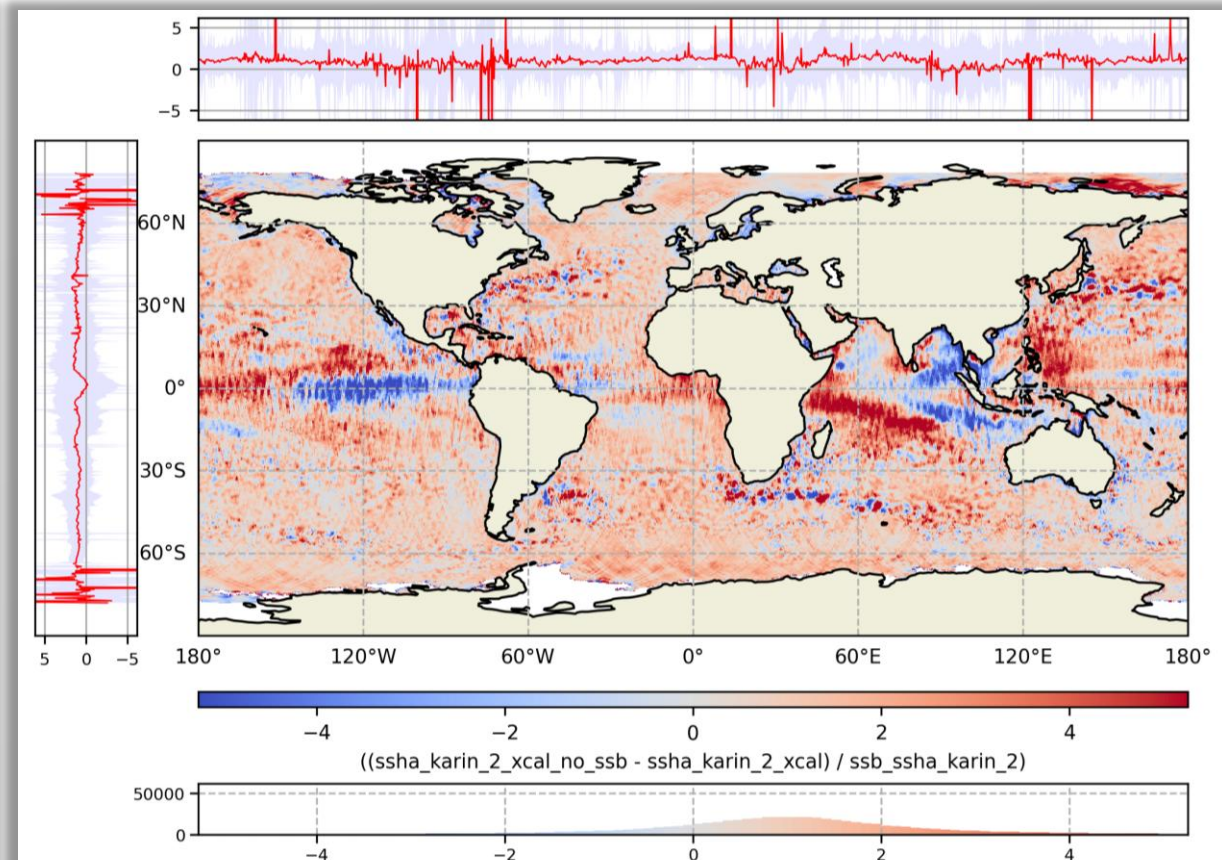 5
0
−5
60°N
30°N
0°
30°S
60°S
5 0 −5
180° 120°W 60°W 0° 60°E 120°E 180°
−4 −2 0 2 4
((ssha_karin_2_xcal_no_ssb - ssha_karin_2_xcal) / ssb_ssha_karin_2)
50000
0
−4 −2 0 2 4